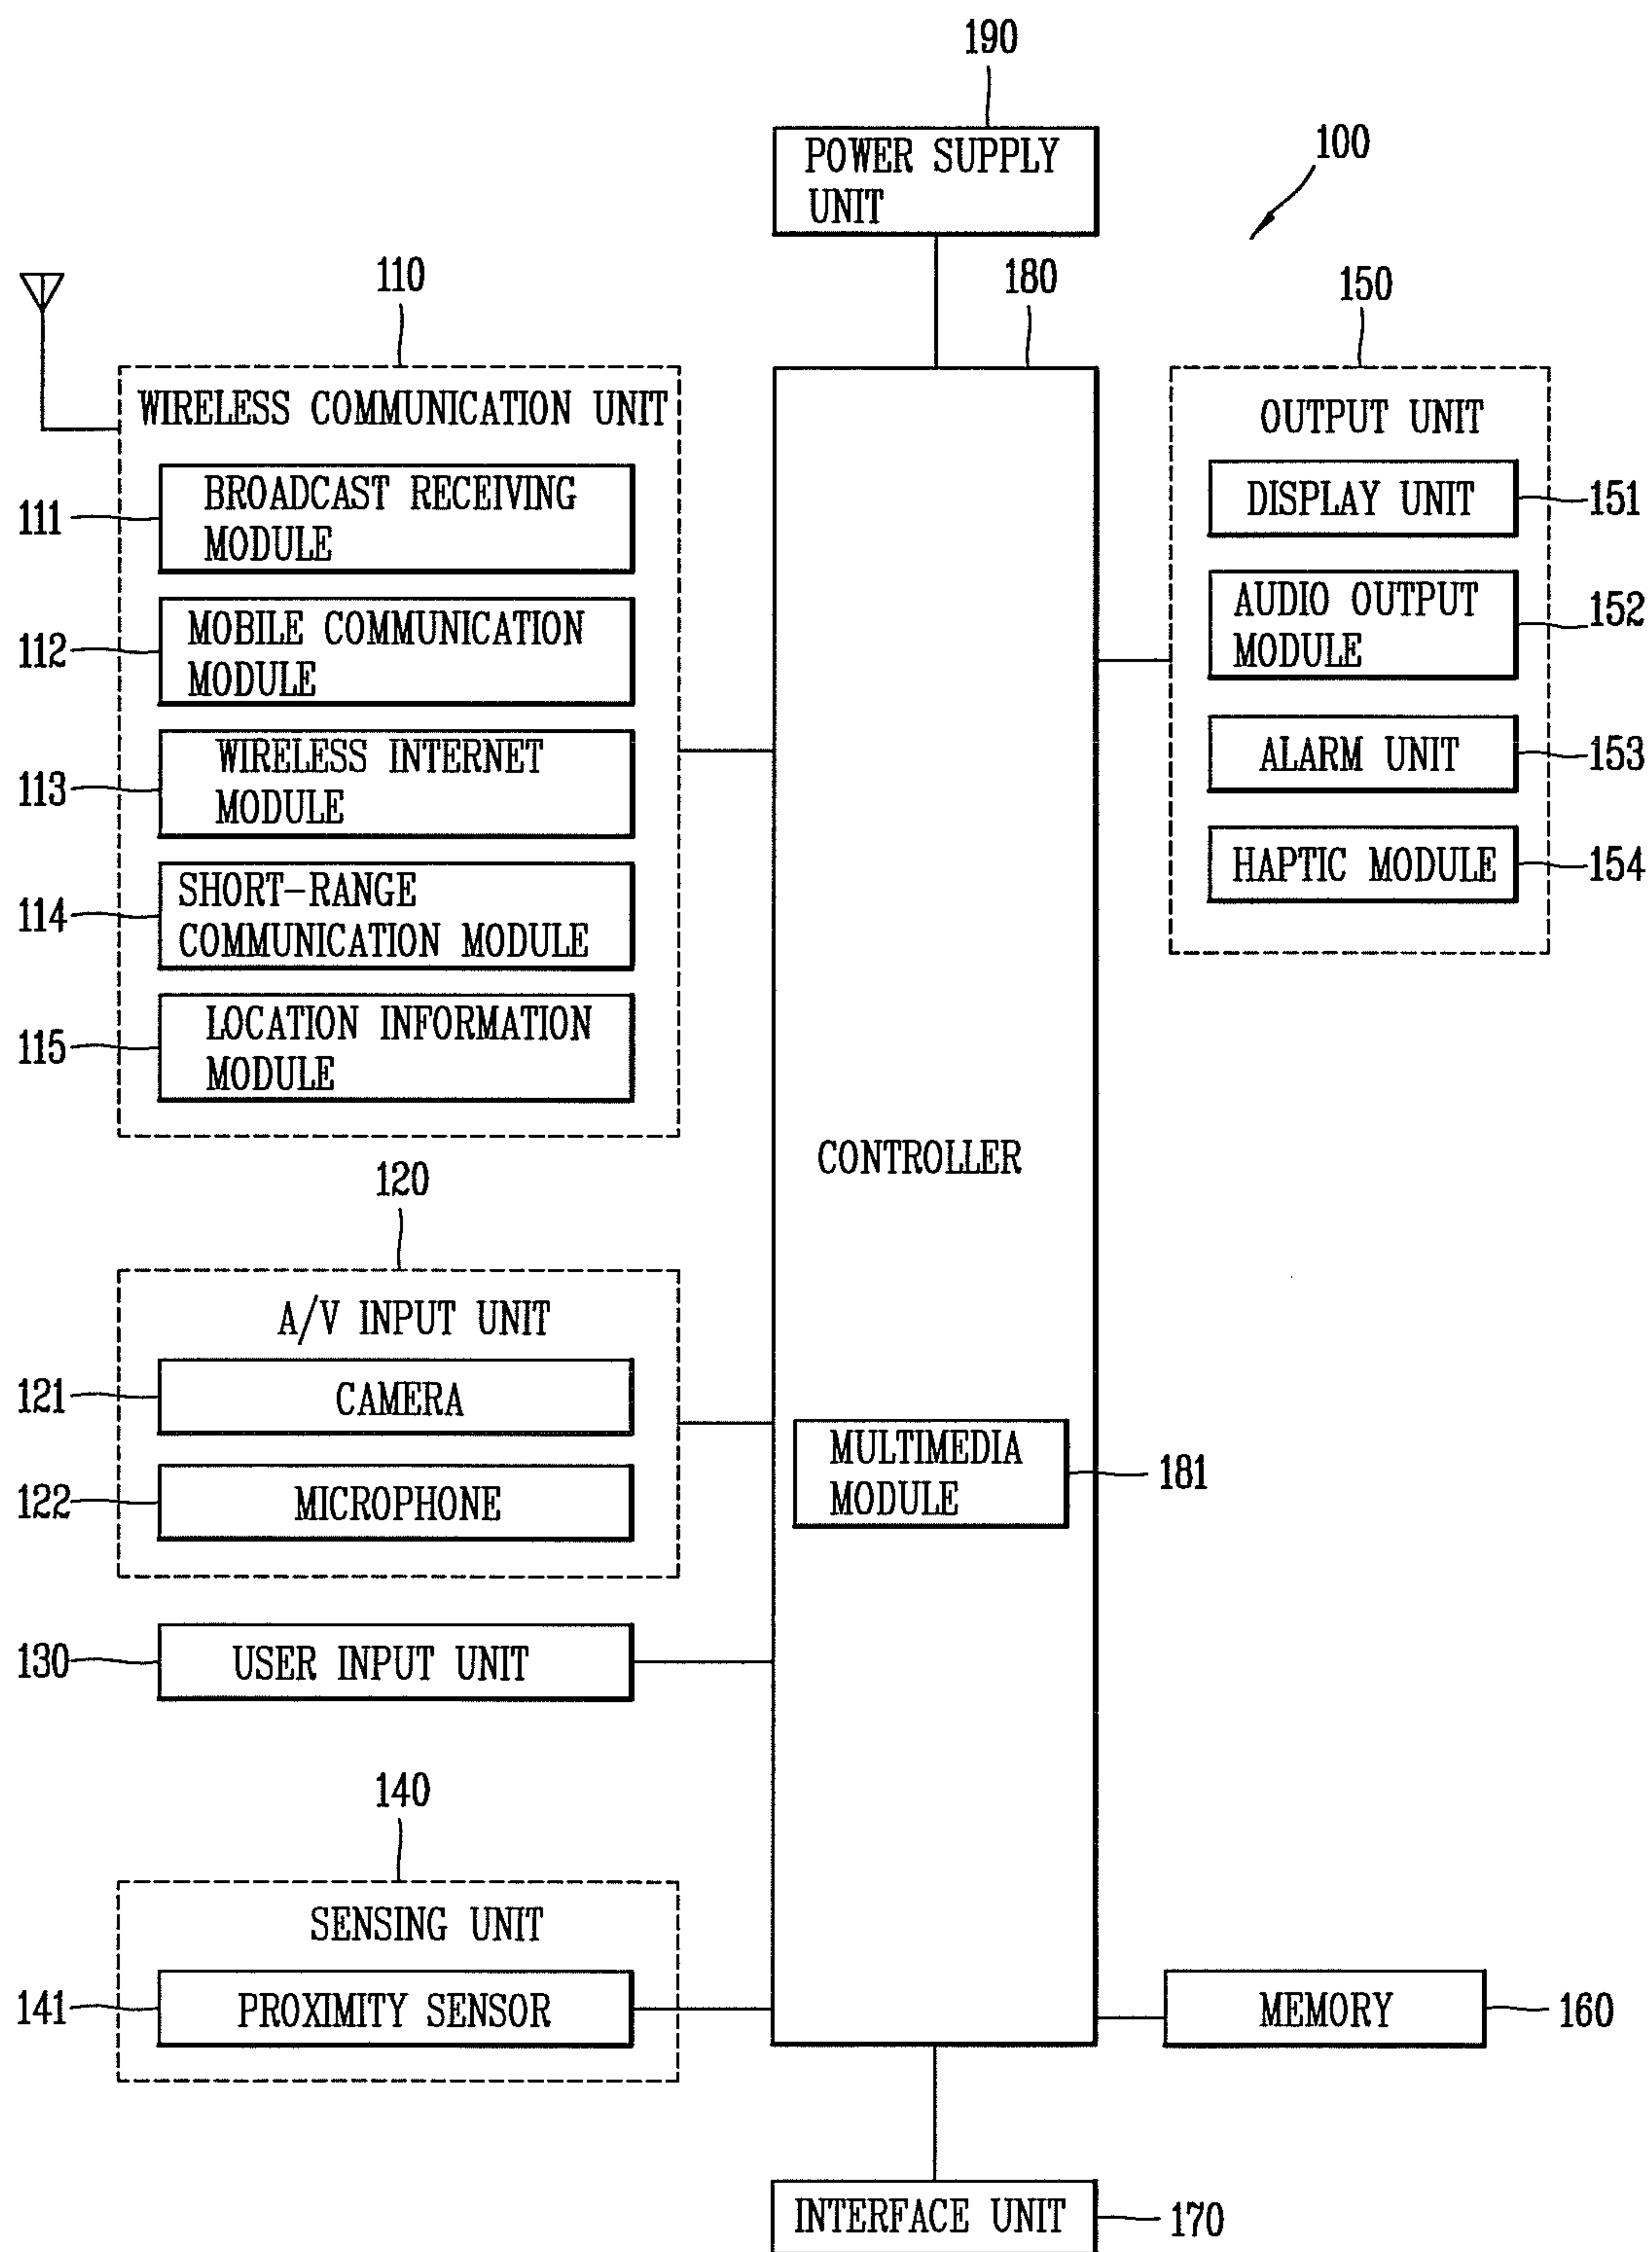 190
POWER SUPPLY
UNIT
100
110
180
150
WIRELESS COMMUNICATION UNIT
111
BROADCAST RECEIVING
MODULE
112
MOBILE COMMUNICATION
MODULE
113
WIRELESS INTERNET
MODULE
114
SHORT-RANGE
COMMUNICATION MODULE
115
LOCATION INFORMATION
MODULE
OUTPUT UNIT
DISPLAY UNIT
151
AUDIO OUTPUT
MODULE
152
ALARM UNIT
153
HAPTIC MODULE
154
CONTROLLER
120
A/V INPUT UNIT
121
CAMERA
122
MICROPHONE
MULTIMEDIA
MODULE
181
130
USER INPUT UNIT
140
SENSING UNIT
141
PROXIMITY SENSOR
MEMORY
160
INTERFACE UNIT
170